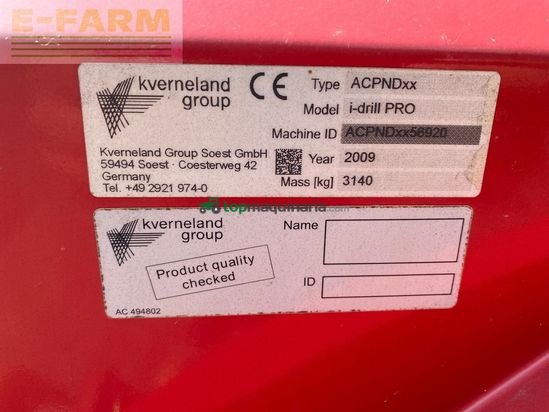 E-FARM
kverneland
group
CE
Type ACPNDxx
Model i-drill PRO
Machine ID ACPNDxx56920
Year 2009
Mass [kg] 3140
Kverneland Group Soest GmbH
59494 Soest · Coesterweg 42
Germany
Tel. +49 2921 974-0
kverneland
group
topmaquinaria.com
Name
Product quality
checked
ID
AC 494802